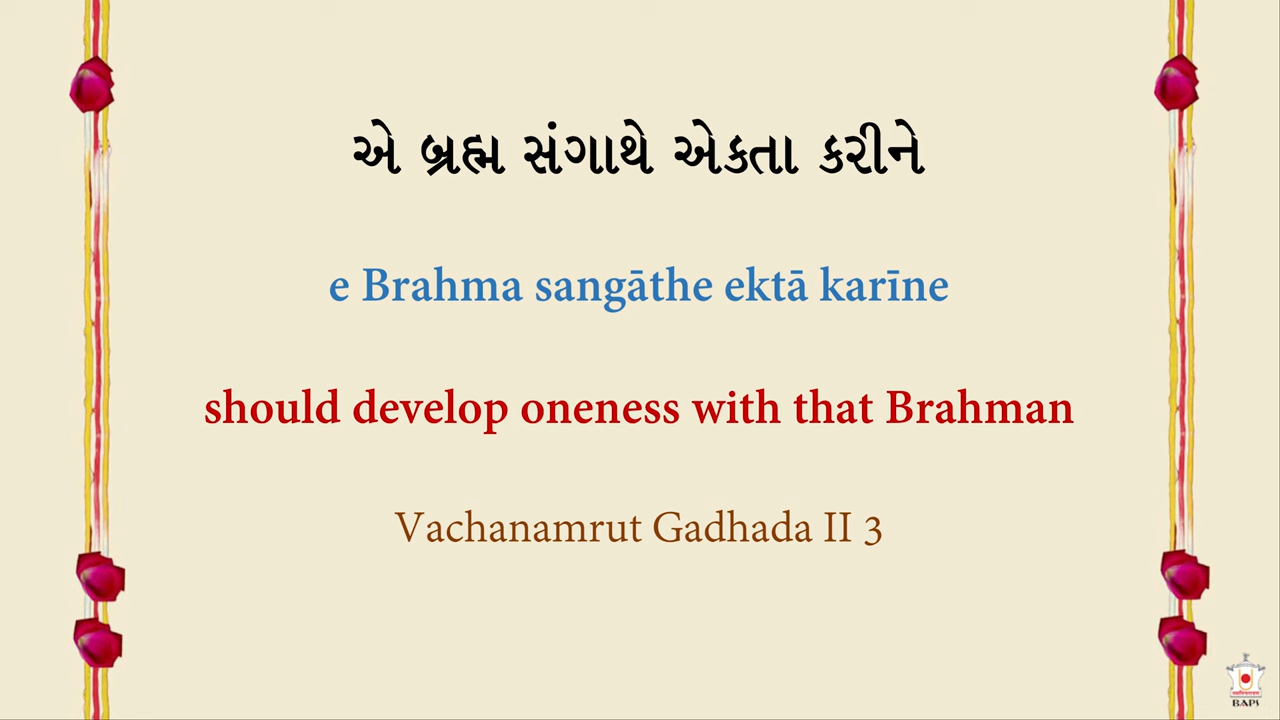 એ બ્રહ્મ સંગાથે એકતા કરીને
e Brahma sangāthe ektā karīne
should develop oneness with that Brahman
Vachanamrut Gadhada II 3
BAPS